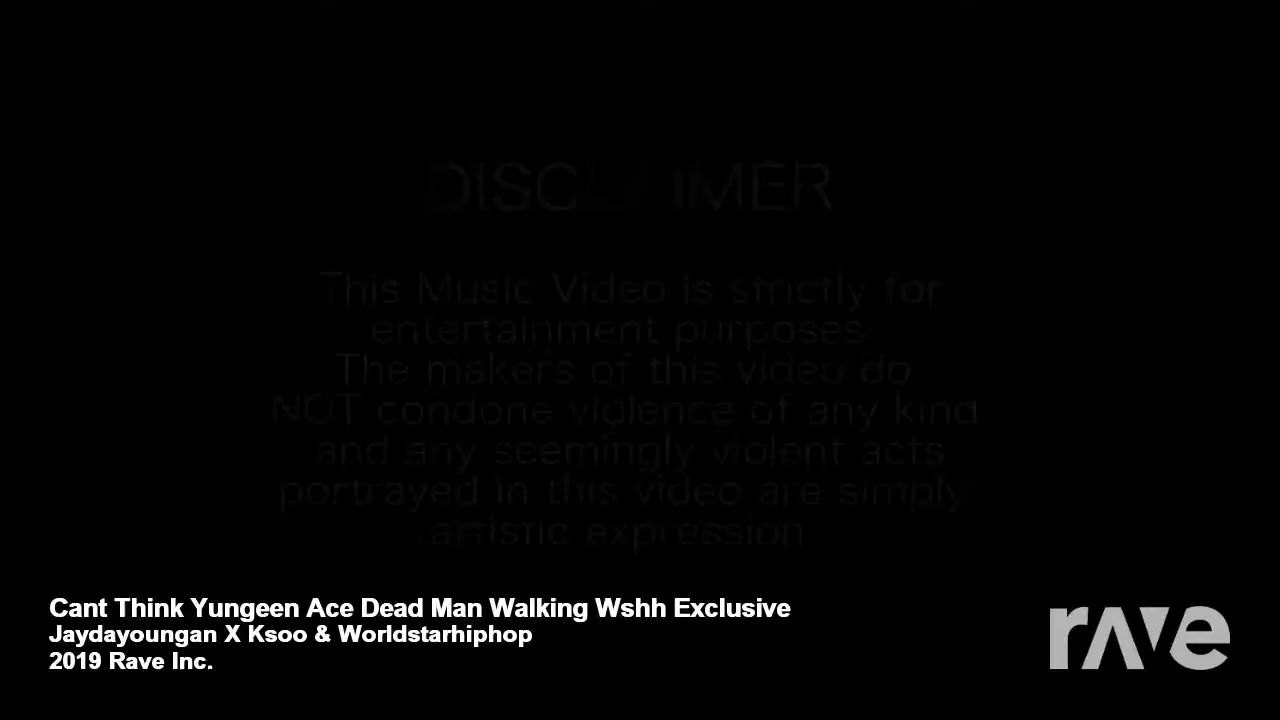 DISCLAIMER
This Music Video is strictly for
entertainment purposes
The makers of this video do
NOT condone violence of any kind
and any seemingly violent acts
portrayed in this video are simply
artistic expression
Cant Think Yungeen Ace Dead Man Walking Wshh Exclusive
Jaydayoungan X Ksoo & Worldstarhiphop
2019 Rave Inc.
rave